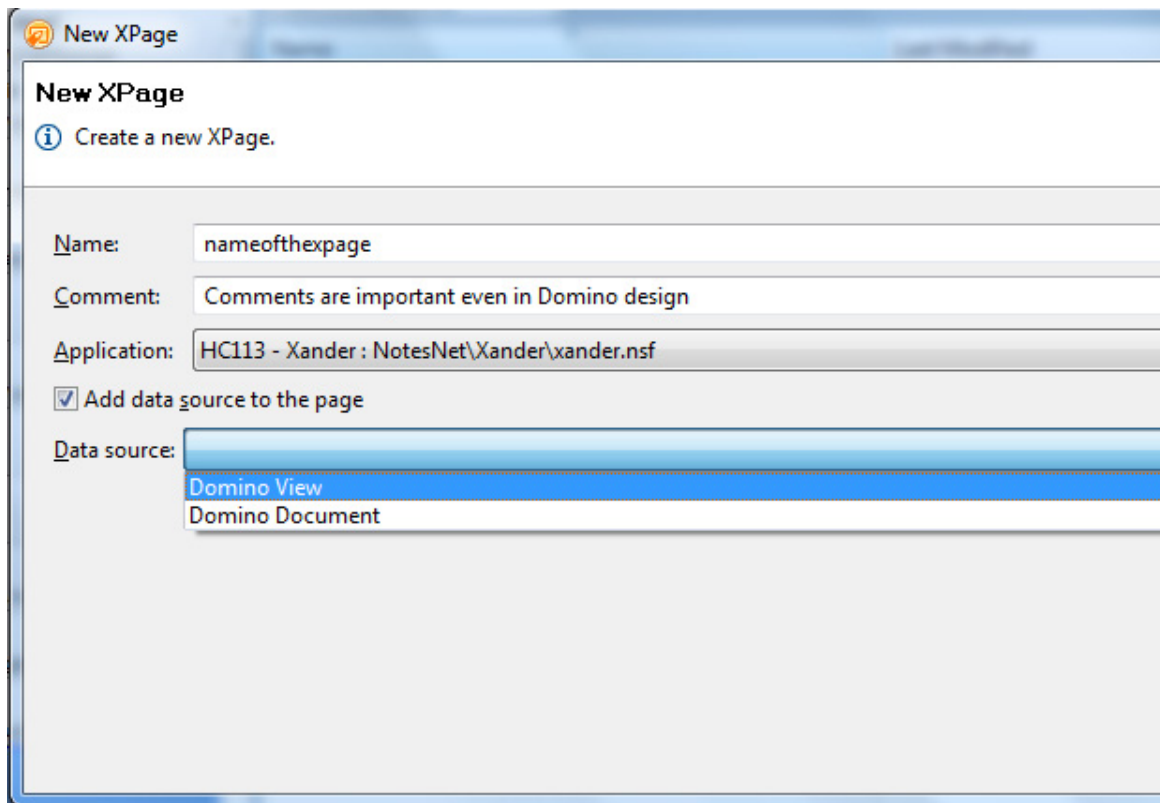 New XPage
New XPage
Create a new XPage.
Name: nameofthexpage
Comment: Comments are important even in Domino design
Application: HC113 - Xander : NotesNet\Xander\xander.nsf
Add data source to the page
Data source:
Domino View
Domino Document